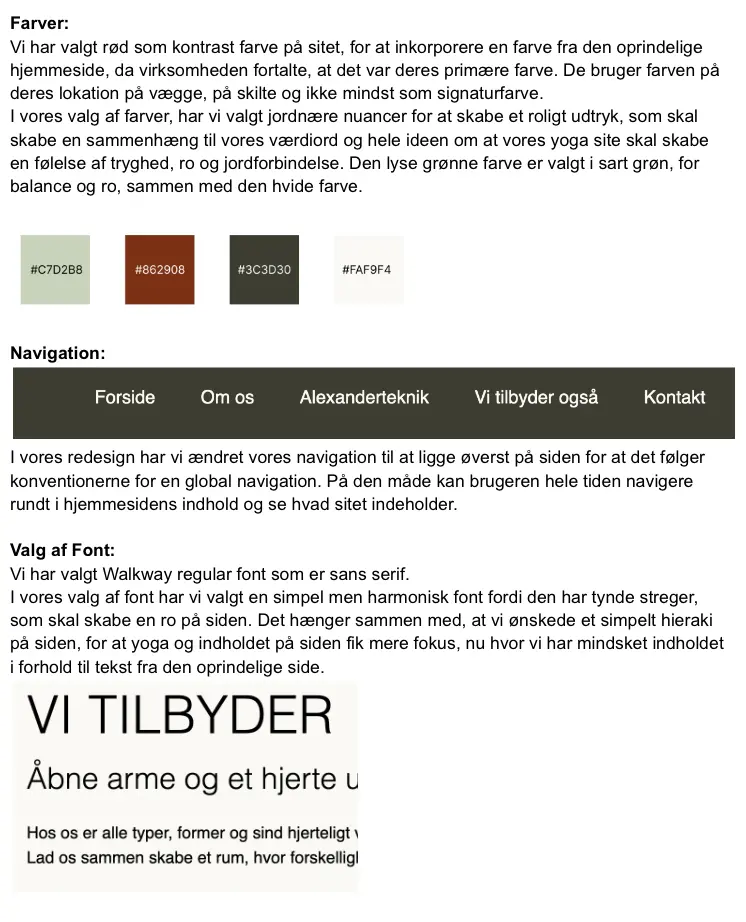 Farver:
Vi har valgt rød som kontrast farve på sitet, for at inkorporere en farve fra den oprindelige
hjemmeside, da virksomheden fortalte, at det var deres primære farve. De bruger farven på
deres lokation på vægge, på skilte og ikke mindst som signaturfarve.
I vores valg af farver, har vi valgt jordnære nuancer for at skabe et roligt udtryk, som skal
skabe en sammenhæng til vores værdiord og hele ideen om at vores yoga site skal skabe
en følelse af tryghed, ro og jordforbindelse. Den lyse grønne farve er valgt i sart grøn, for
balance og ro, sammen med den hvide farve.
#C7D2B8 #862908 #3C3D30 #FAF9F4
Navigation:
Forside Om os Alexanderteknik Vi tilbyder også Kontakt
I vores redesign har vi ændret vores navigation til at ligge øverst på siden for at det følger
konventionerne for en global navigation. På den måde kan brugeren hele tiden navigere
rundt i hjemmesidens indhold og se hvad sitet indeholder.
Valg af Font:
Vi har valgt Walkway regular font som er sans serif.
I vores valg af font har vi valgt en simpel men harmonisk font fordi den har tynde streger,
som skal skabe en ro på siden. Det hænger sammen med, at vi ønskede et simpelt hieraki
på siden, for at yoga og indholdet på siden fik mere fokus, nu hvor vi har mindsket indholdet
i forhold til tekst fra den oprindelige side.
VI TILBYDER
Åbne arme og et hjerte u
Hos os er alle typer, former og sind hjerteligt
Lad os sammen skabe et rum, hvor forskellig